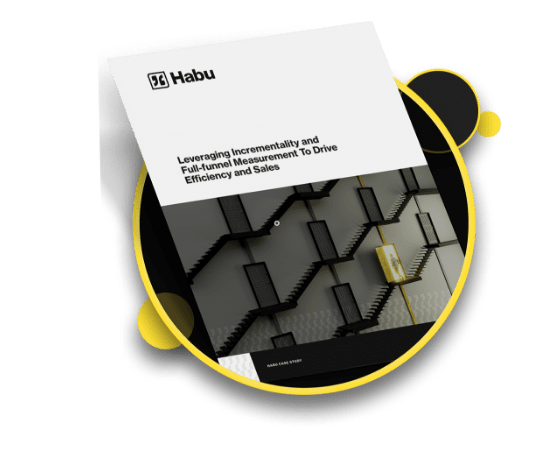 Habu
Leveraging Incrementality and
Full-funnel Measurement To Drive
Efficiency and Sales
HABU CASE STUDY